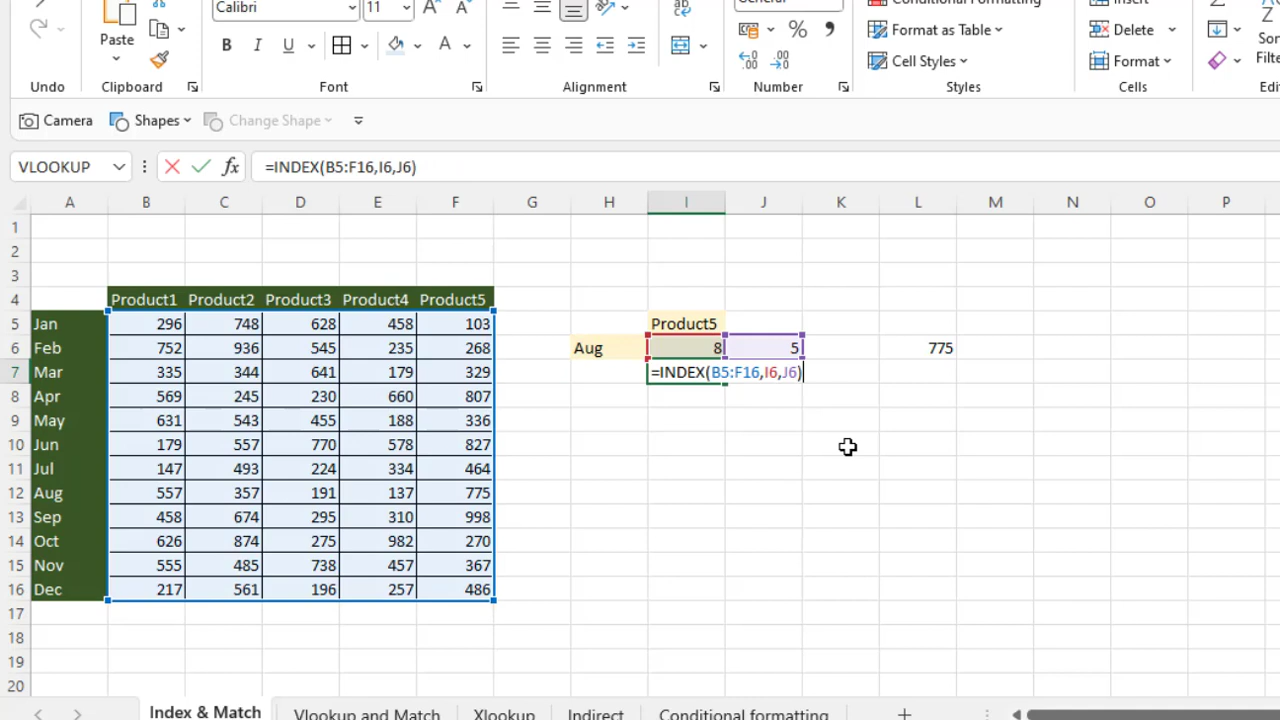 Calibri 11 General Conditional Formatting Insert
Paste B I U A % , Format as Table Delete Sor
Cell Styles Format Filte
Undo Clipboard Font Alignment Number Styles Cells Edi
Camera Shapes Change Shape
VLOOKUP fx =INDEX(B5:F16,I6,J6)
A B C D E F G H I J K L M N O P
1
2
3
4 Product1 Product2 Product3 Product4 Product5
5 Jan 296 748 628 458 103 Product5
6 Feb 752 936 545 235 268 Aug 8 5 775
7 Mar 335 344 641 179 329 =INDEX(B5:F16,I6,J6)
8 Apr 569 245 230 660 807
9 May 631 543 455 188 336
10 Jun 179 557 770 578 827
11 Jul 147 493 224 334 464
12 Aug 557 357 191 137 775
13 Sep 458 674 295 310 998
14 Oct 626 874 275 982 270
15 Nov 555 485 738 457 367
16 Dec 217 561 196 257 486
17
18
19
20
Index & Match Vlookup and Match Xlookup Indirect Conditional formatting